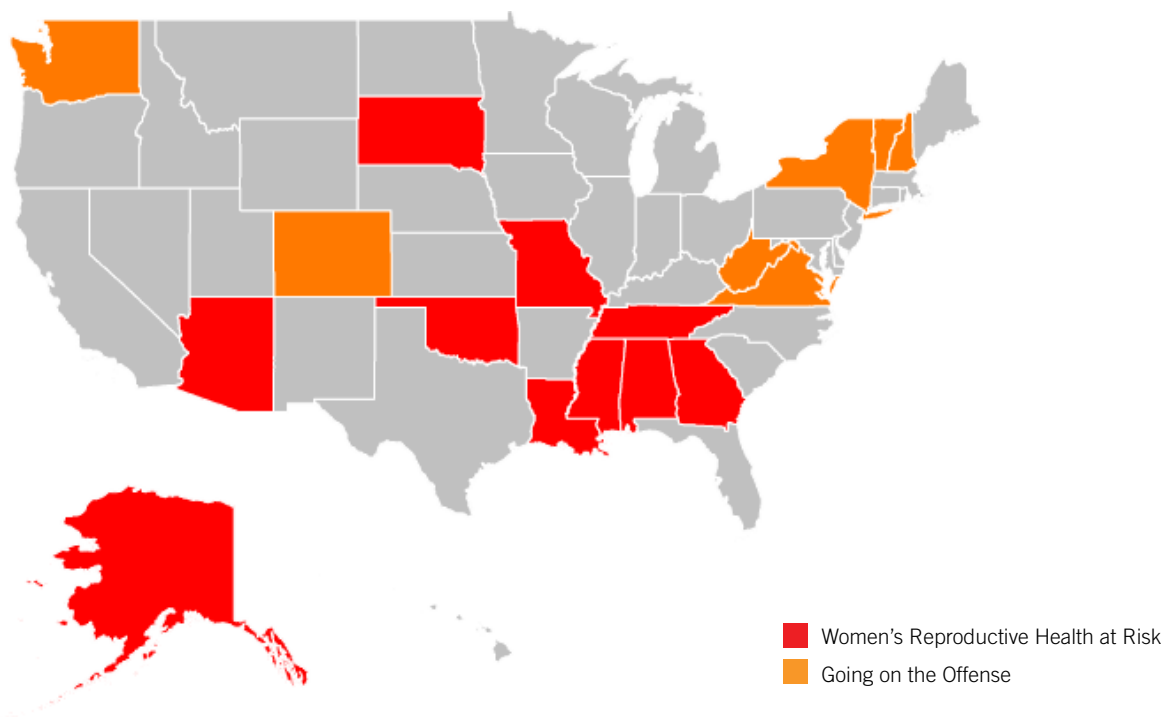 Women’s Reproductive Health at Risk
Going on the Offense